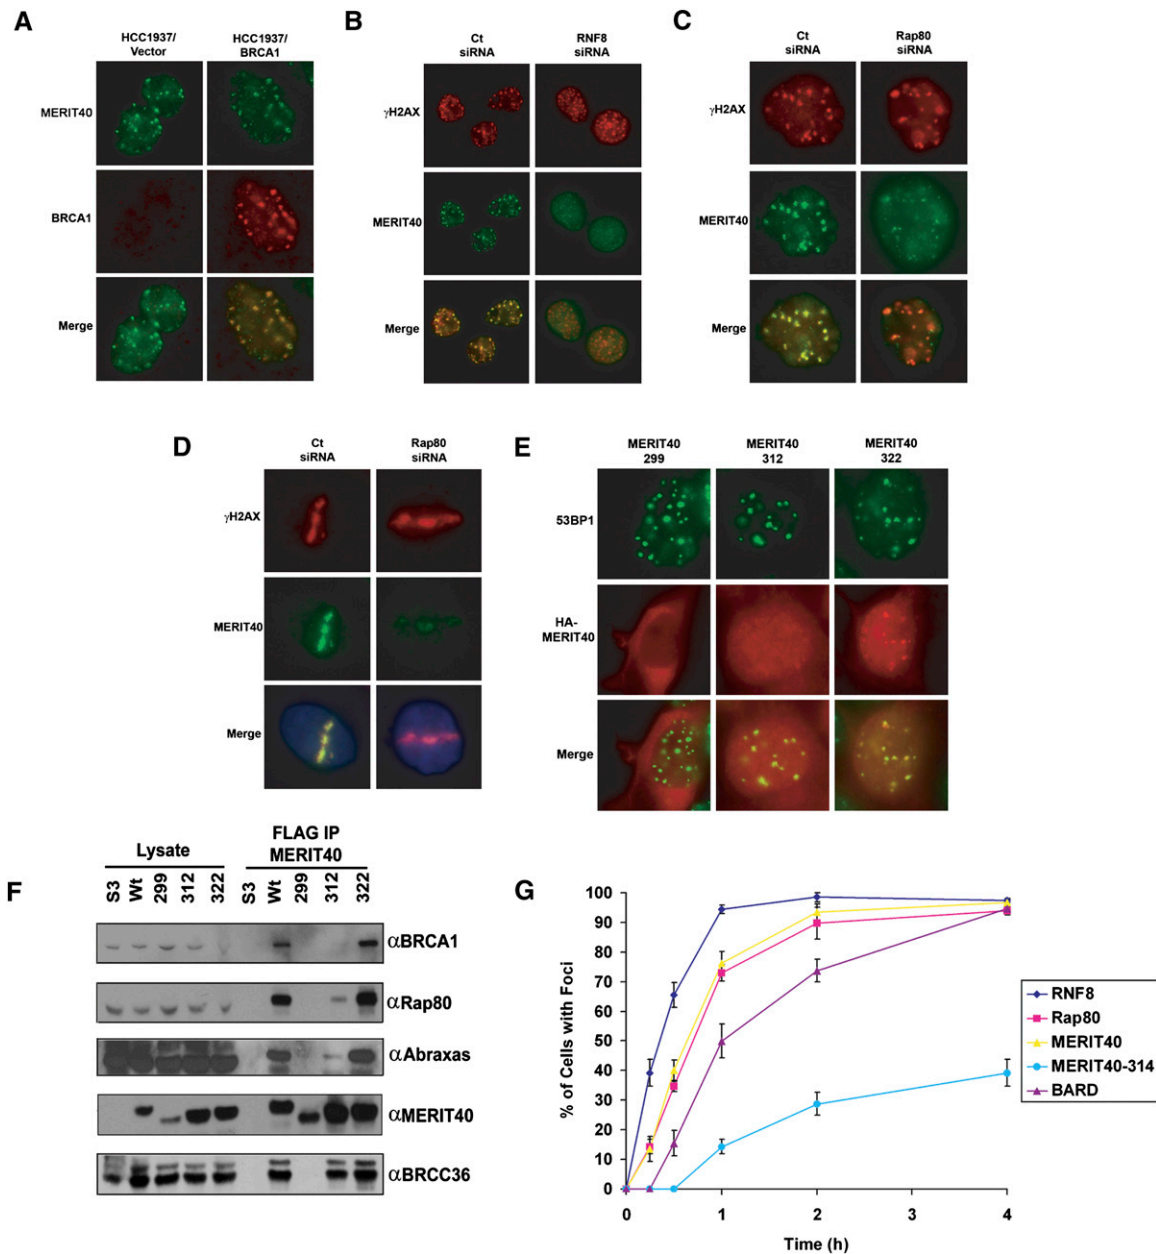 A
HCC1937/ HCC1937/
Vector BRCA1
MERIT40
BRCA1
Merge
B
Ct RNF8
siRNA siRNA
γH2AX
MERIT40
Merge
C
Ct Rap80
siRNA siRNA
γH2AX
MERIT40
Merge
D
Ct Rap80
siRNA siRNA
γH2AX
MERIT40
Merge
E
MERIT40 MERIT40 MERIT40
299 312 322
53BP1
HA-
MERIT40
Merge
F
Lysate FLAG IP
MERIT40
S3 Wt 299 312 322 S3 Wt 299 312 322
αBRCA1
αRap80
αAbraxas
αMERIT40
αBRCC36
G
% of Cells with Foci
100
90
80
70
60
50
40
30
20
10
0
0 1 2 3 4
Time (h)
RNF8
Rap80
MERIT40
MERIT40-314
BARD